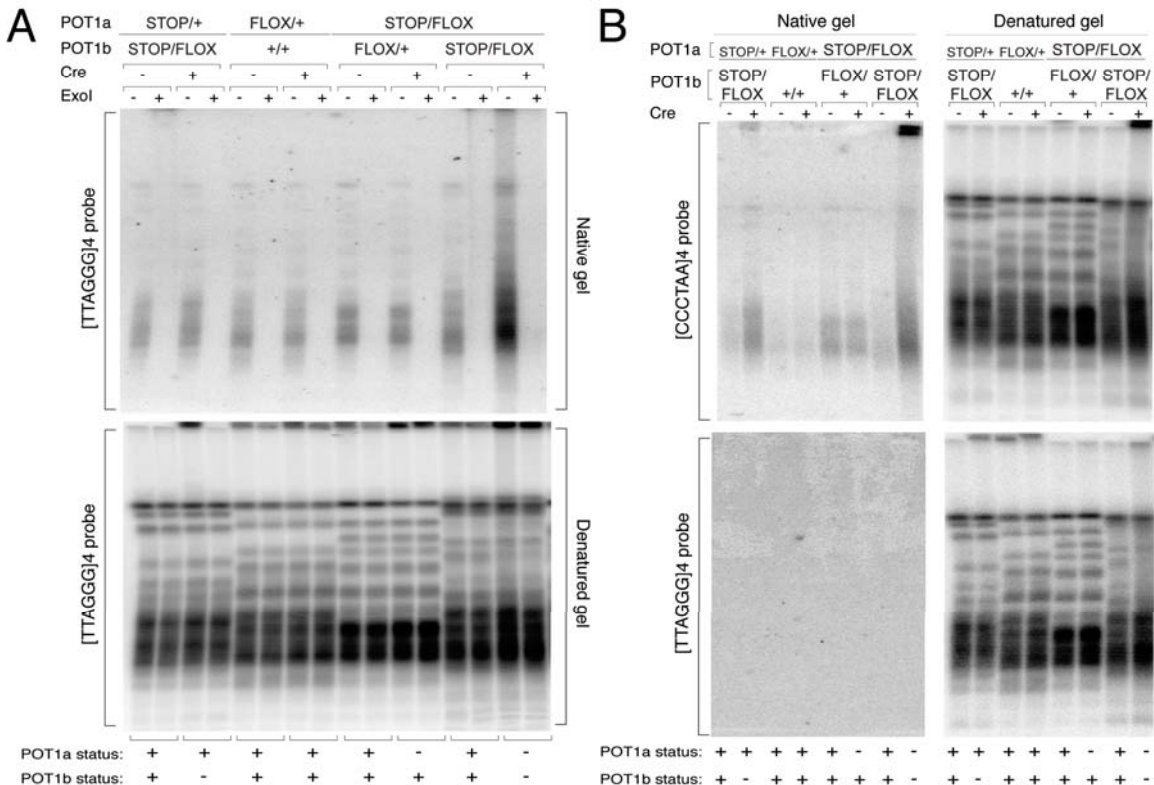 A
POT1a STOP/+ FLOX/+ STOP/FLOX
POT1b STOP/FLOX +/+ FLOX/+ STOP/FLOX
Cre - + - + - + - +
ExoI - + - + - + - + - + - + - + - +
[TTAGGG]4 probe
Native gel
[TTAGGG]4 probe
Denatured gel
POT1a status: + + + + + - + -
POT1b status: + - + + + + + -
B
Native gel Denatured gel
POT1a STOP/+ FLOX/+ STOP/FLOX STOP/+ FLOX/+ STOP/FLOX
POT1b STOP/ FLOX/ STOP/ STOP/ FLOX/ STOP/
FLOX +/+ + FLOX FLOX +/+ + FLOX
Cre - + - + - + - + - + - + - + - +
[CCCTAA]4 probe
[TTAGGG]4 probe
POT1a status: + + + + + - + - + + + + + - + -
POT1b status: + - + + + + + - + - + + + + + -